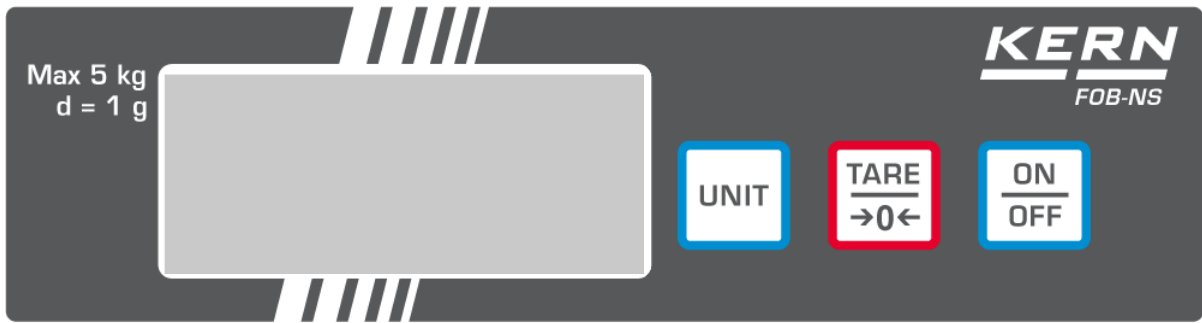 Max 5 kg
d = 1 g
KERN
FOB-NS
UNIT
TARE
→0←
ON
OFF